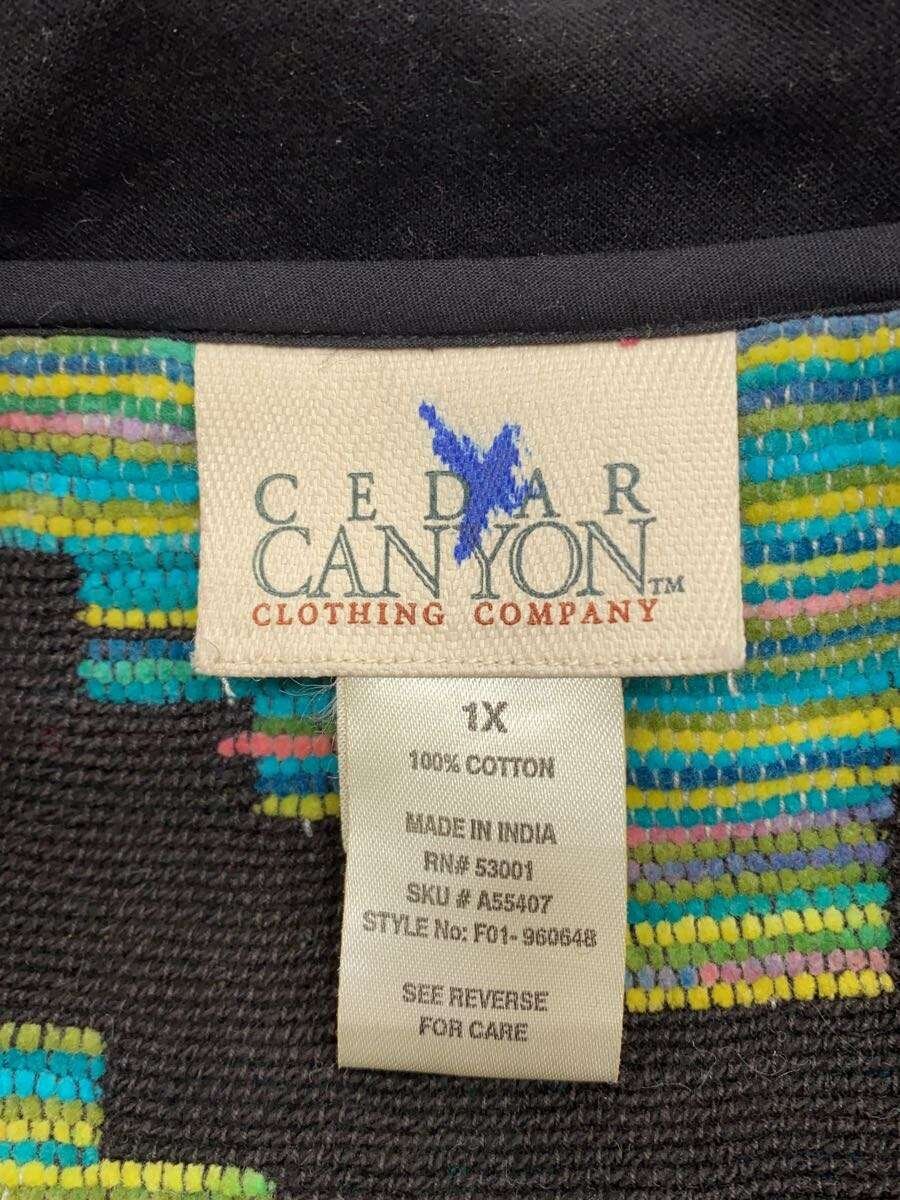 CEDAR
CANYON™
CLOTHING COMPANY
1X
100% COTTON
MADE IN INDIA
RN# 53001
SKU # A55407
STYLE No: F01-960648
SEE REVERSE
FOR CARE